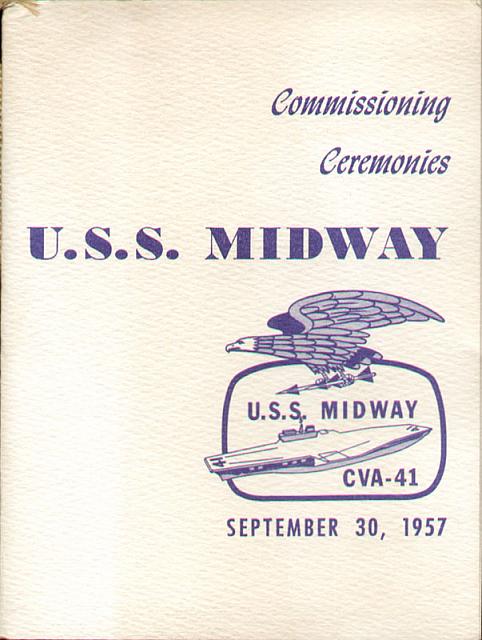 Commissioning
Ceremonies
U.S.S. MIDWAY
U.S.S. MIDWAY
CVA-41
SEPTEMBER 30, 1957